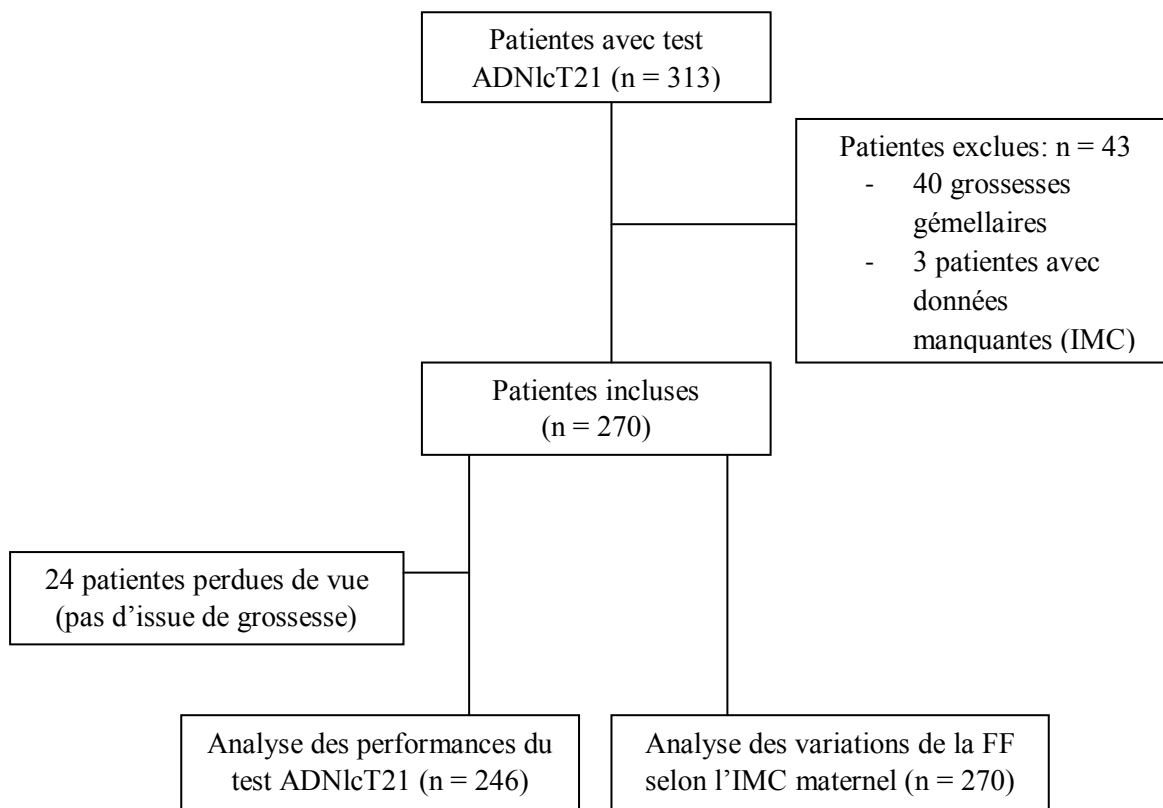 Patientes avec test
ADNlcT21 (n = 313)
Patientes exclues: n = 43
- 40 grossesses
gémellaires
- 3 patientes avec
données
manquantes (IMC)
Patientes incluses
(n = 270)
24 patientes perdues de vue
(pas d’issue de grossesse)
Analyse des performances du
test ADNlcT21 (n = 246)
Analyse des variations de la FF
selon l’IMC maternel (n = 270)